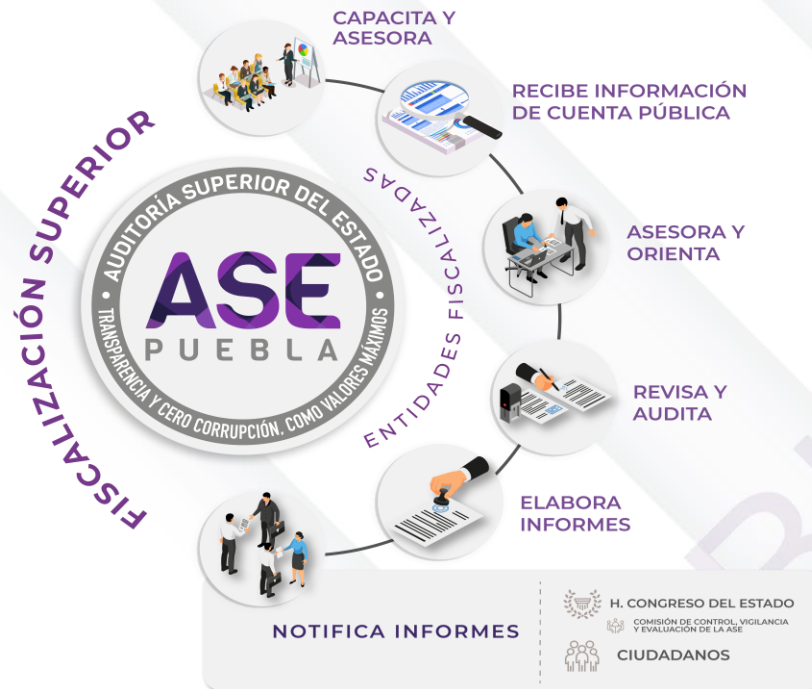 CAPACITA Y
ASESORA
RECIBE INFORMACIÓN
DE CUENTA PÚBLICA
FISCALIZACIÓN SUPERIOR
AUDITORÍA SUPERIOR DEL ESTADO
ASE
PUEBLA
• TRANSPARENCIA Y CERO CORRUPCIÓN, COMO VALORES MÁXIMOS •
ENTIDADES FISCALIZADAS
ASESORA Y
ORIENTA
REVISA Y
AUDITA
ELABORA
INFORMES
NOTIFICA INFORMES
H. CONGRESO DEL ESTADO
COMISIÓN DE CONTROL, VIGILANCIA
Y EVALUACIÓN DE LA ASE
CIUDADANOS